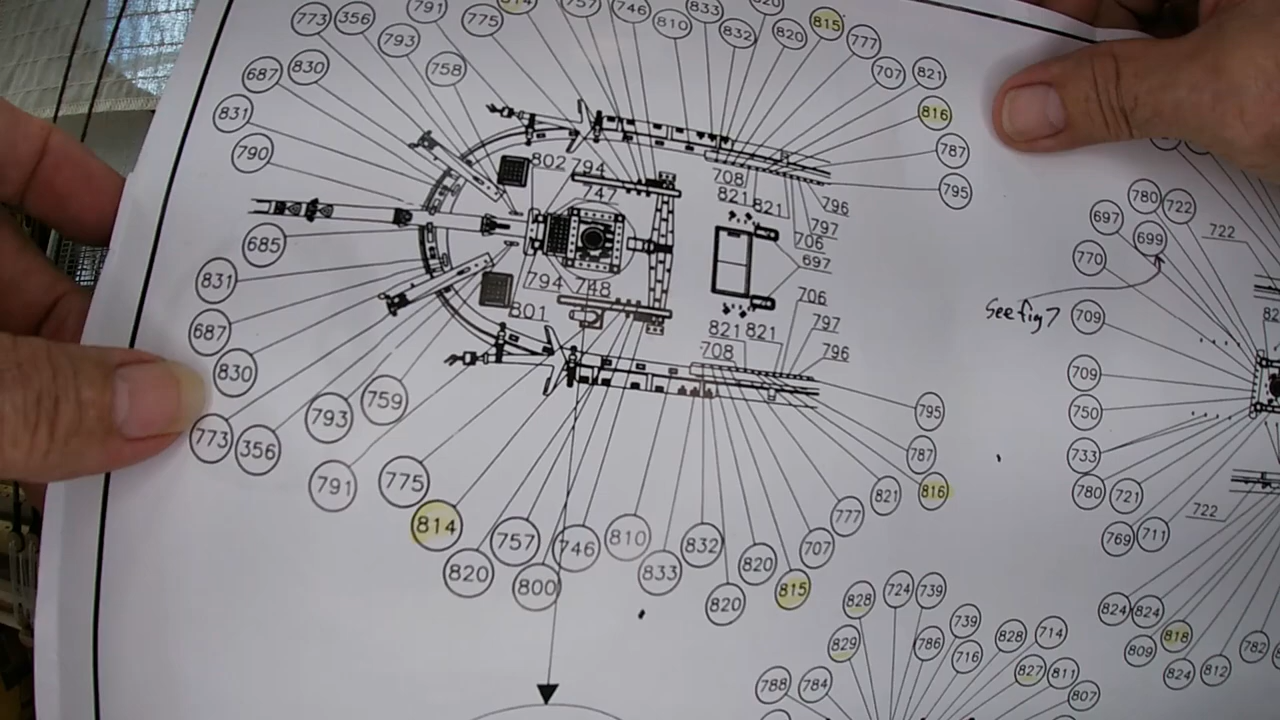 791 814 757 746 833 820
773 356 775 810 832 820 815 777
793 758 707 821
687 830 816
831 787
790 802 794 708 795
747 821 821 796
797
706
685 697
794 748 706
831 801 821 821 797
687 708 796
830
773 356 793 759 795
791 775 787
814 821 816
820 757 746 810 832 777
800 833 820 707
820 815
780 722
697 699 722
770
See fig 7 709
709
750
733
780 721 722
769 711
824 824 818
809 824 812 782
828 724 739
829 739 828 714
786 716 827 811
788 784 807